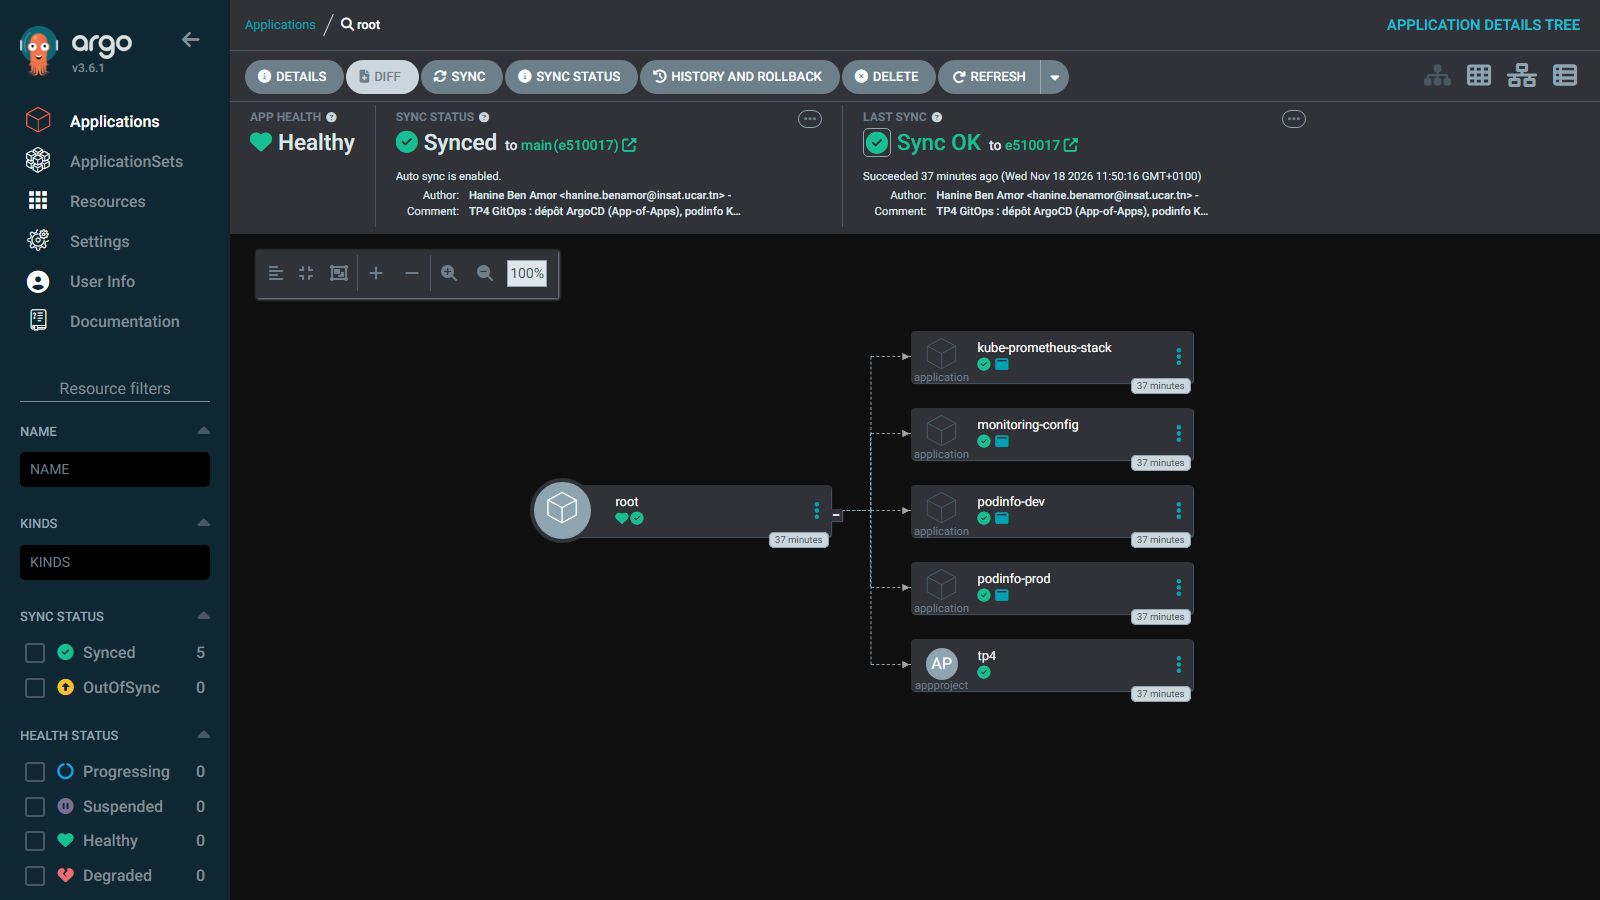 argo
v3.6.1
Applications
ApplicationSets
Resources
Settings
User Info
Documentation
Resource filters
NAME
NAME
KINDS
KINDS
SYNC STATUS
Synced 5
OutOfSync 0
HEALTH STATUS
Progressing 0
Suspended 0
Healthy 0
Degraded 0
Applications / root
APPLICATION DETAILS TREE
DETAILS
DIFF
SYNC
SYNC STATUS
HISTORY AND ROLLBACK
DELETE
REFRESH
APP HEALTH
Healthy
SYNC STATUS
Synced to main (e510017)
Auto sync is enabled.
Author: Hanine Ben Amor <hanine.benamor@insat.ucar.tn> -
Comment: TP4 GitOps : dépôt ArgoCD (App-of-Apps), podinfo K...
LAST SYNC
Sync OK to e510017
Succeeded 37 minutes ago (Wed Nov 18 2026 11:50:16 GMT+0100)
Author: Hanine Ben Amor <hanine.benamor@insat.ucar.tn> -
Comment: TP4 GitOps : dépôt ArgoCD (App-of-Apps), podinfo K...
100%
root
37 minutes
kube-prometheus-stack
application
37 minutes
monitoring-config
application
37 minutes
podinfo-dev
application
37 minutes
podinfo-prod
application
37 minutes
AP
tp4
appproject
37 minutes